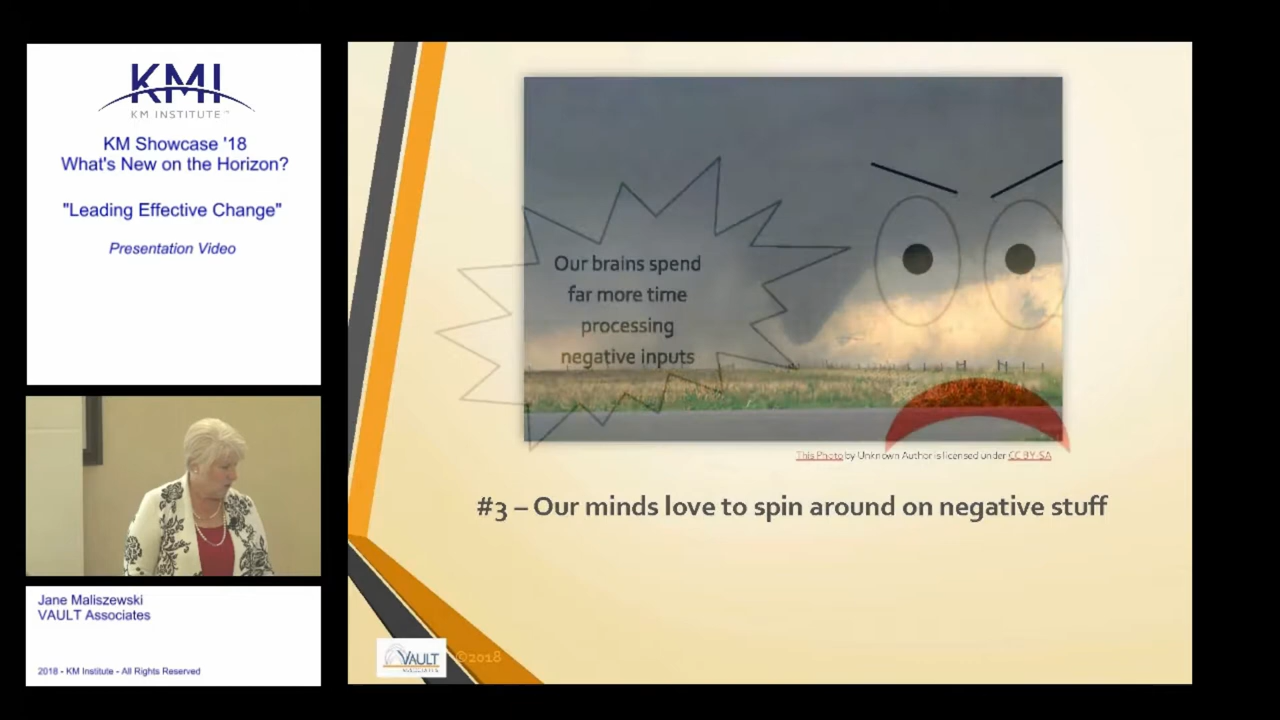 KMI
KM INSTITUTE
KM Showcase '18
What's New on the Horizon?
"Leading Effective Change"
Presentation Video
Jane Maliszewski
VAULT Associates
2018 - KM Institute - All Rights Reserved
Our brains spend
far more time
processing
negative inputs
This Photo by Unknown Author is licensed under CC BY-SA
#3 – Our minds love to spin around on negative stuff
VAULT
©2018